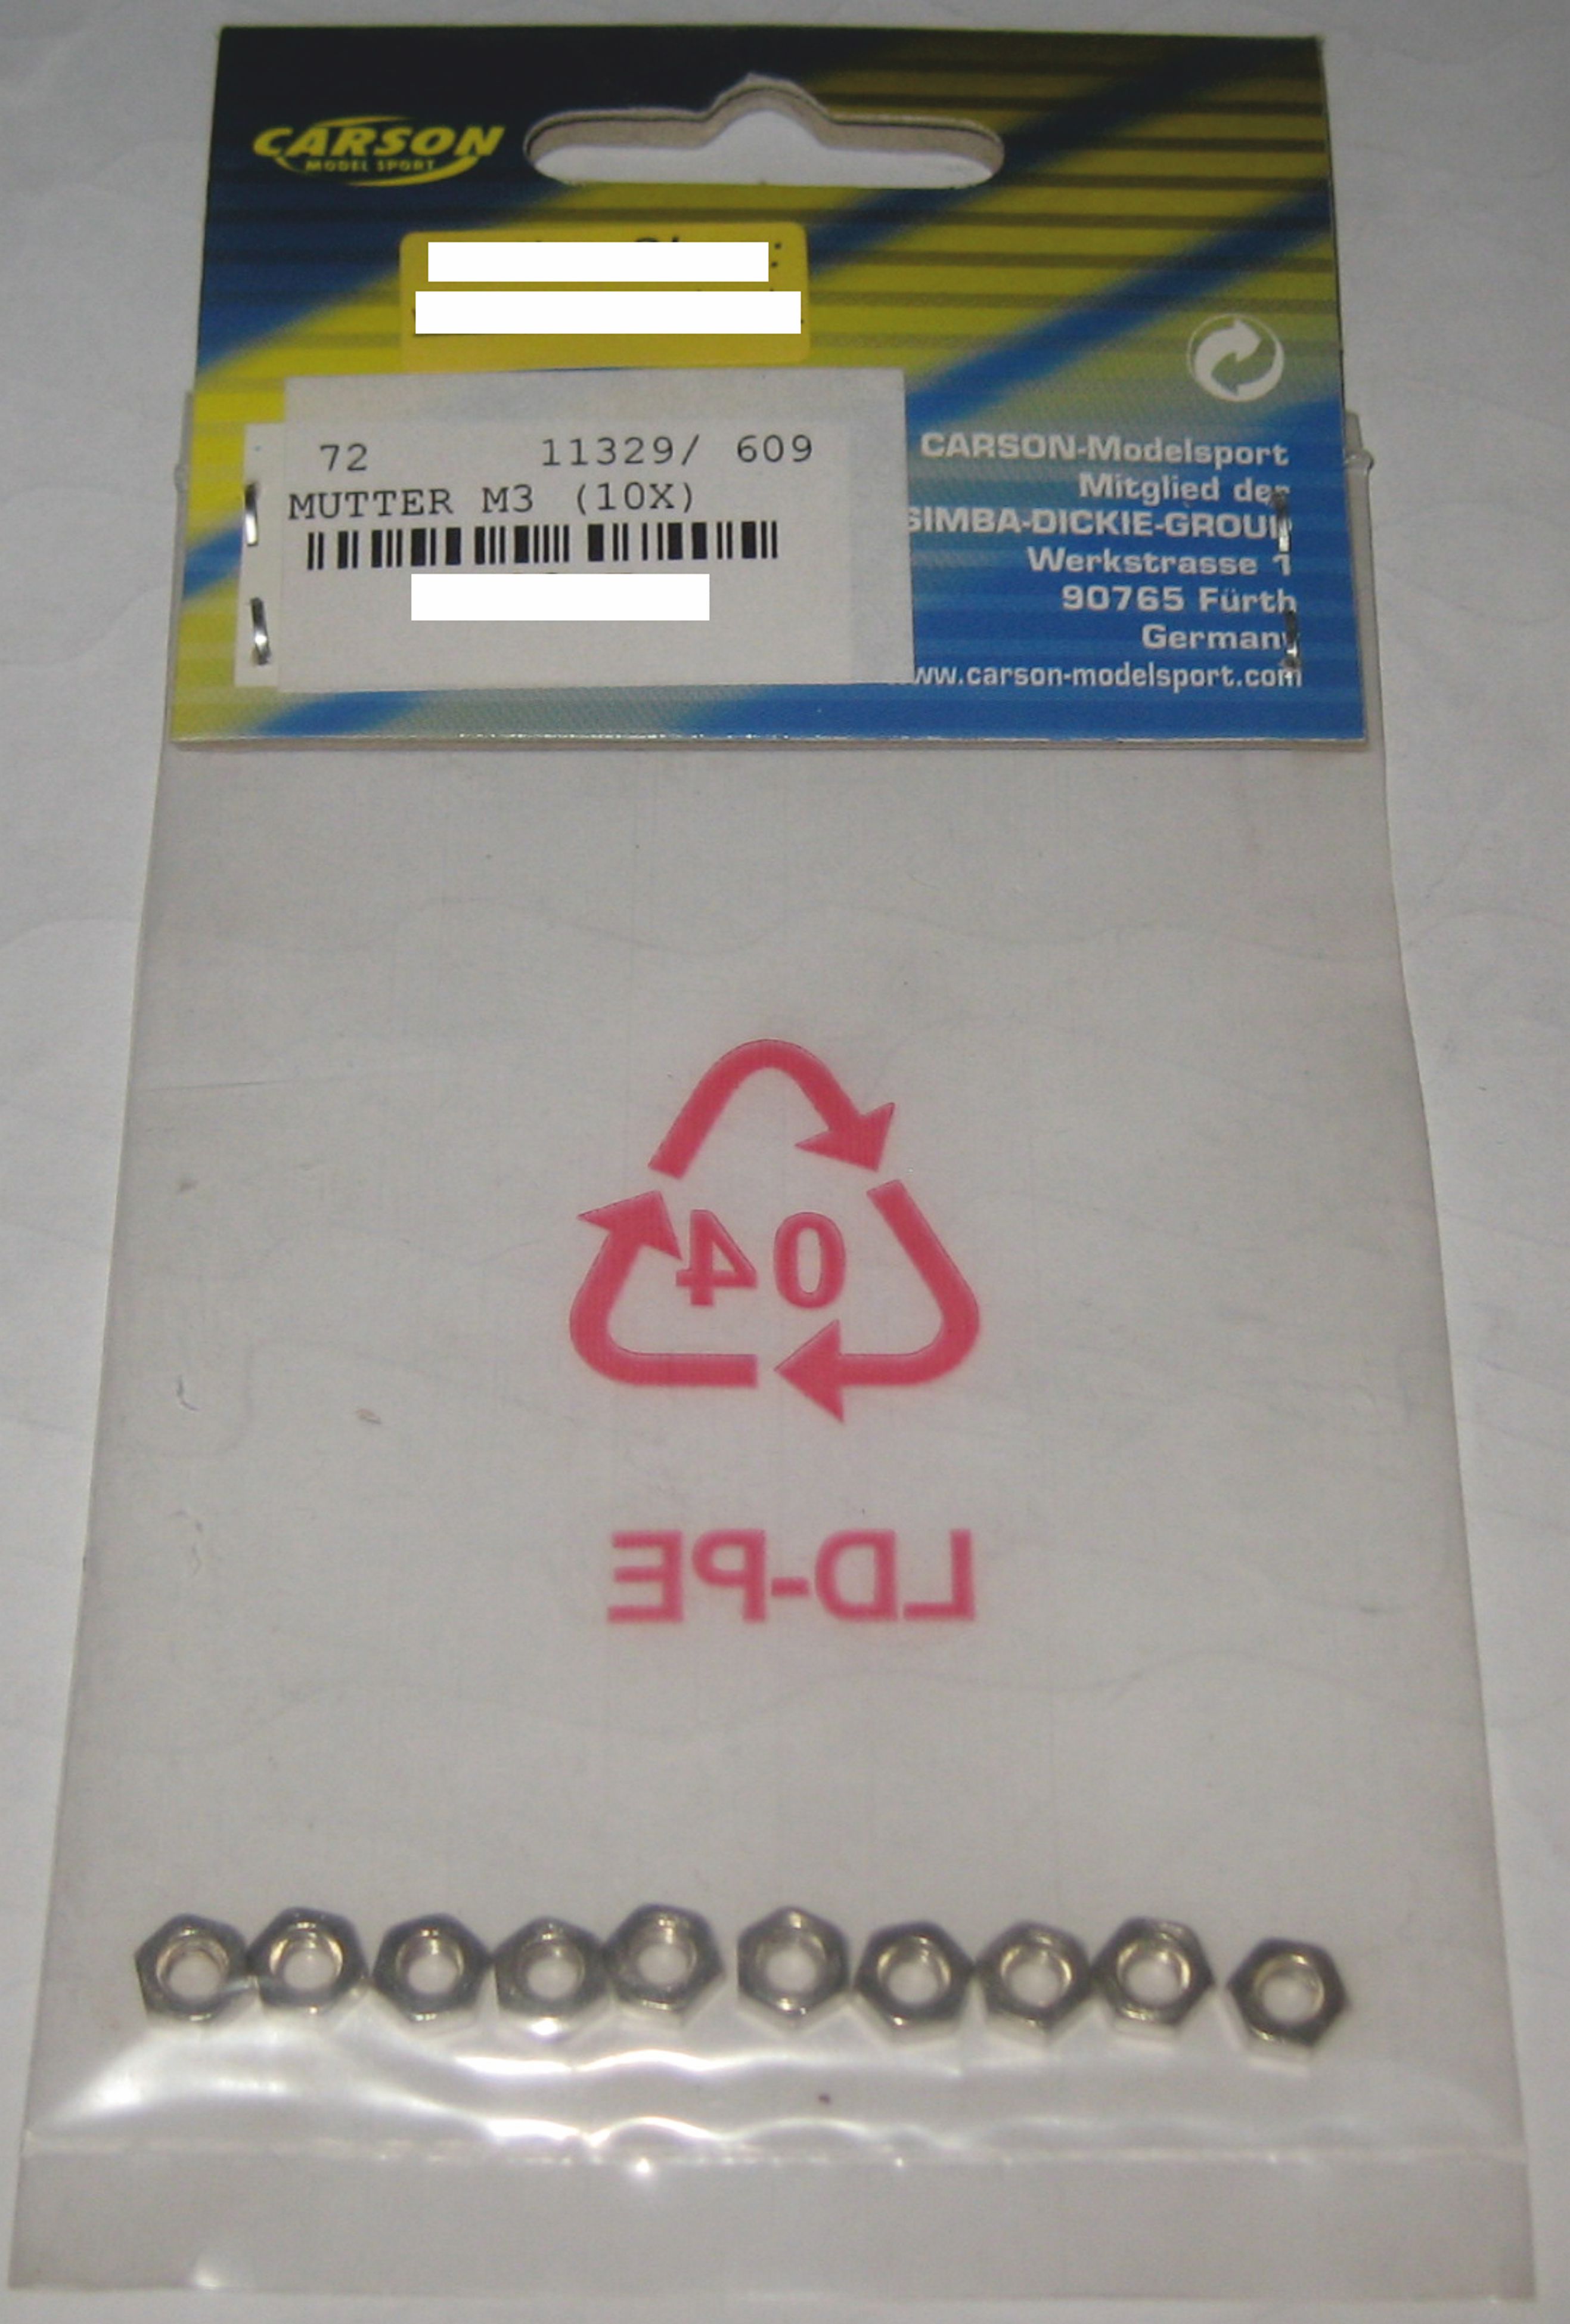 CARSON
MODEL SPORT
72 11329/ 609
MUTTER M3 (10X)
CARSON-Modelsport
Mitglied der
SIMBA-DICKIE-GROUP
Werkstrasse 1
90765 Fürth
Germany
www.carson-modelsport.com
04
LD-PE